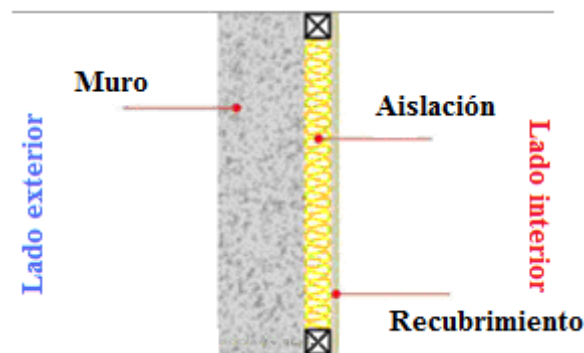 Muro
Aislación
Lado exterior
Lado interior
Recubrimiento